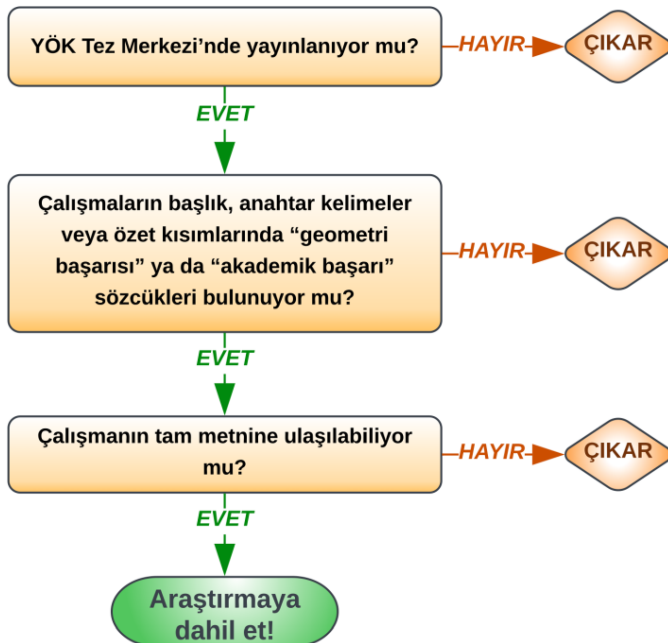 YÖK Tez Merkezi’nde yayınlanıyor mu?
HAYIR
ÇIKAR
EVET
Çalışmaların başlık, anahtar kelimeler
veya özet kısımlarında “geometri
başarısı” ya da “akademik başarı”
sözcükleri bulunuyor mu?
HAYIR
ÇIKAR
EVET
Çalışmanın tam metnine ulaşılabiliyor
mu?
HAYIR
ÇIKAR
EVET
Araştırmaya
dahil et!